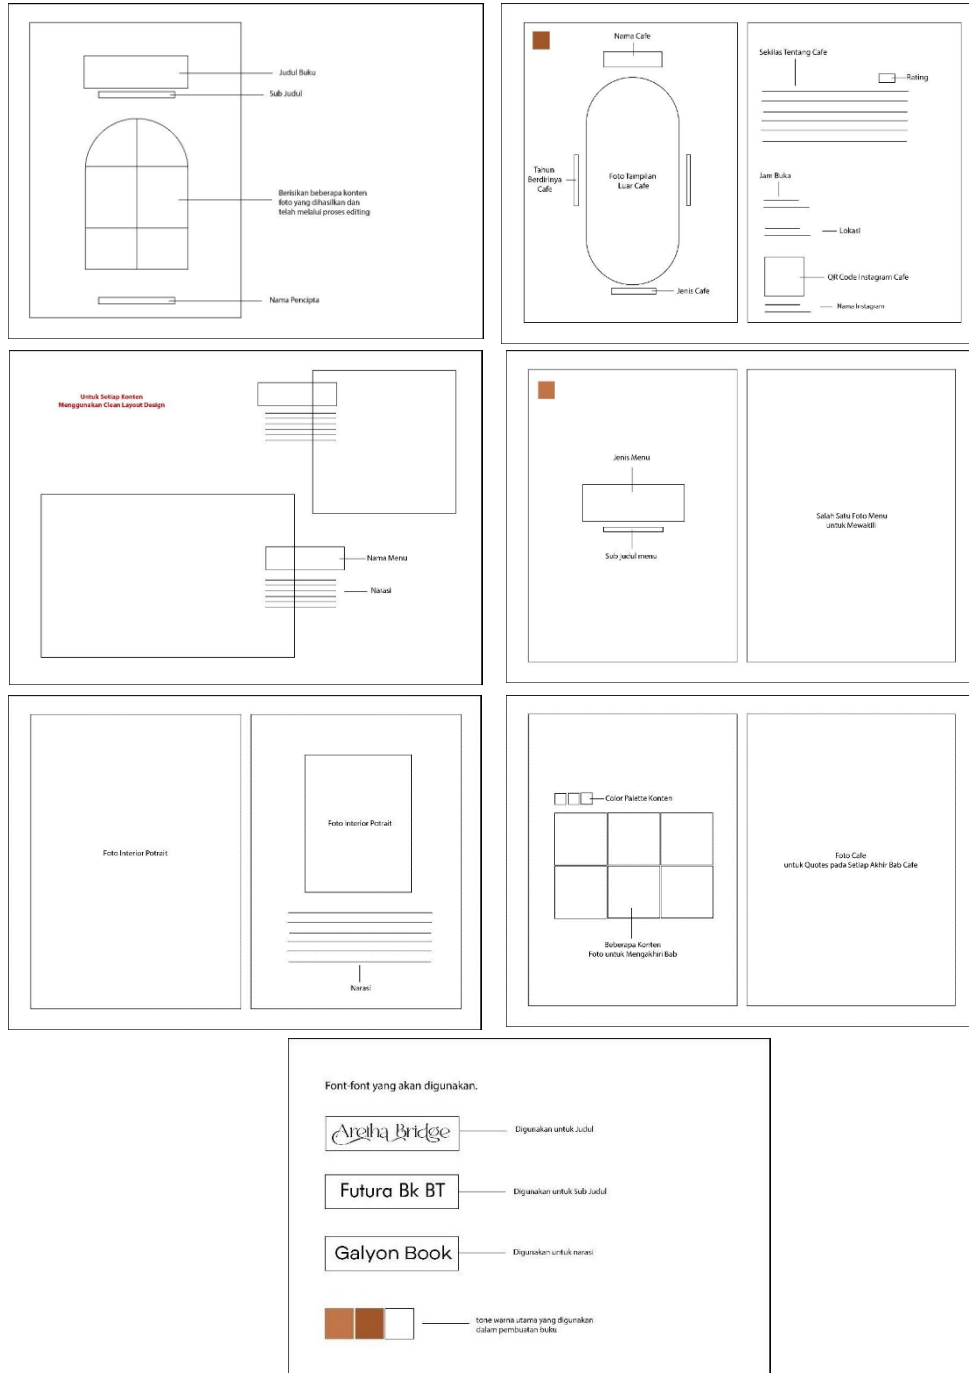 Judul Buku
Sub Judul
Berisikan beberapa konten
foto yang dihasilkan dan
telah melalui proses editing
Nama Pencipta
Nama Cafe
Tahun
Berdirinya
Cafe
Foto Tampilan
Luar Cafe
Jenis Cafe
Sekilas Tentang Cafe
Rating
Jam Buka
Lokasi
QR Code Instagram Cafe
Nama Instagram
Untuk Setiap Konten
Menggunakan Clean Layout Design
Nama Menu
Narasi
Jenis Menu
Sub judul menu
Salah Satu Foto Menu
untuk Mewakili
Foto Interior Potrait
Foto Interior Potrait
Narasi
Color Palette Konten
Beberapa Konten
Foto untuk Mengakhiri Bab
Foto Cafe
untuk Quotes pada Setiap Akhir Bab Cafe
Font-font yang akan digunakan.
Aretha Bridge
Digunakan untuk Judul
Futura Bk BT
Digunakan untuk Sub Judul
Galyon Book
Digunakan untuk narasi
tone warna utama yang digunakan
dalam pembuatan buku